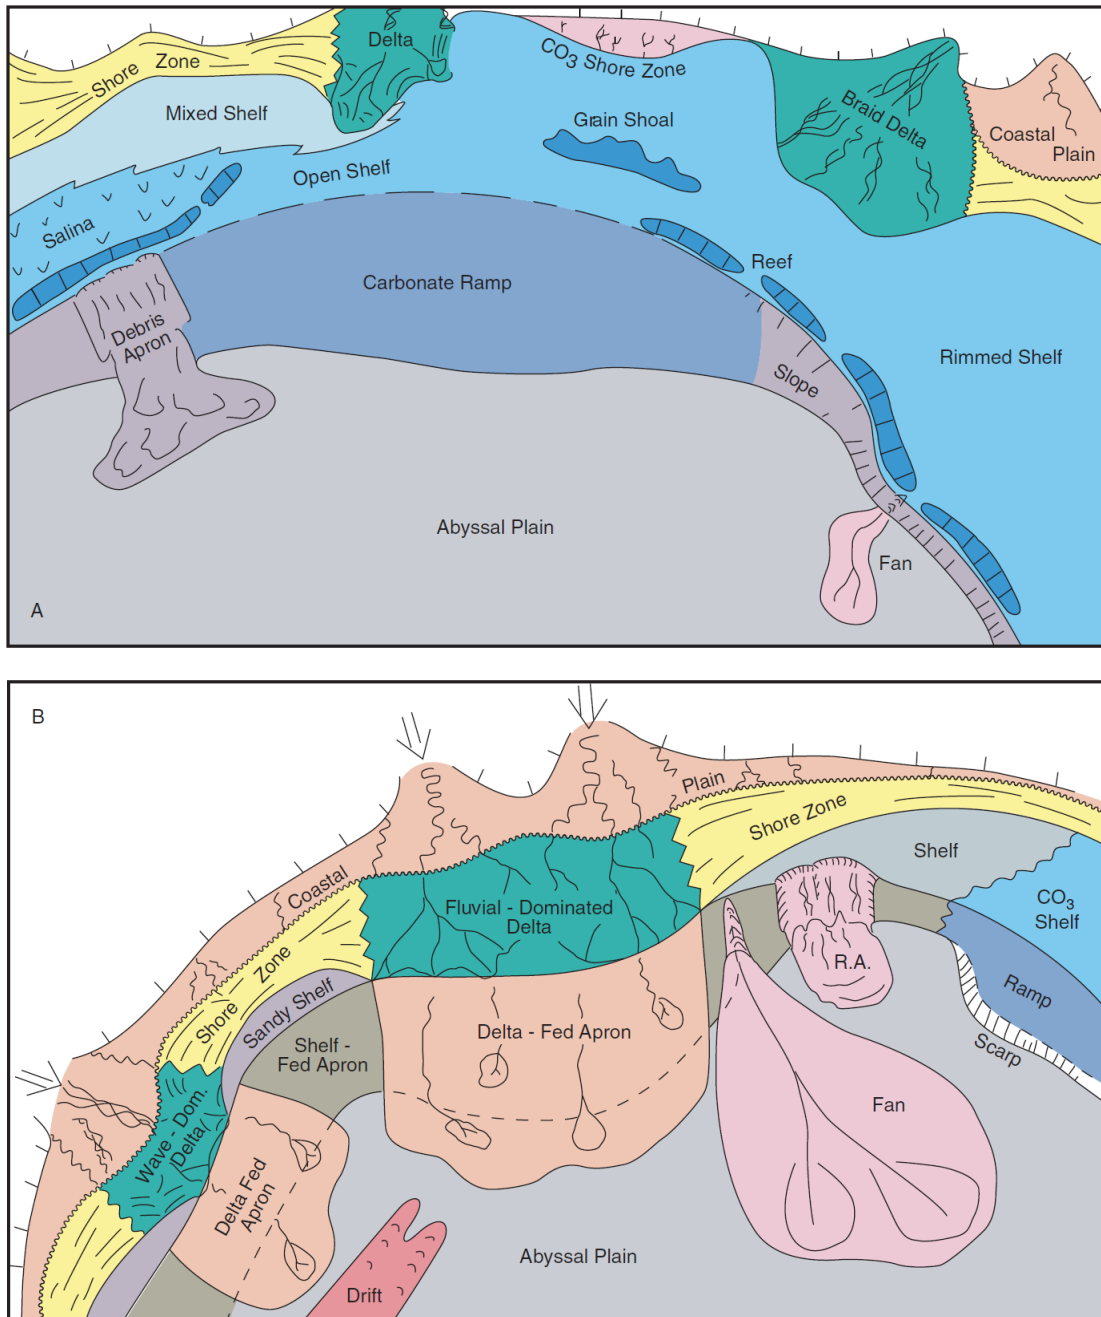 Shore Zone
Delta
CO3 Shore Zone
Mixed Shelf
Grain Shoal
Braid Delta
Coastal
Plain
Open Shelf
Salina
Reef
Carbonate Ramp
Debris
Apron
Slope
Rimmed Shelf
Abyssal Plain
Fan
A
B
Plain
Shore Zone
Coastal
Shelf
Fluvial - Dominated
Delta
CO3
Shelf
Shore Zone
Sandy Shelf
R.A.
Ramp
Shelf -
Fed Apron
Delta - Fed Apron
Scarp
Wave - Dom.
Delta
Fan
Delta Fed
Apron
Abyssal Plain
Drift